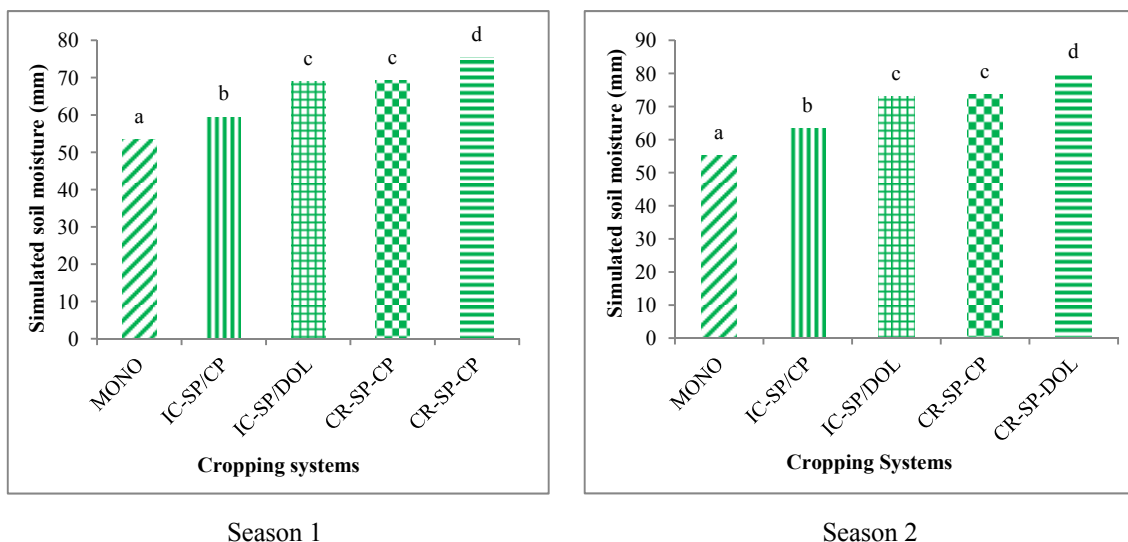 Simulated soil moisture (mm)
80
70
60
50
40
30
20
10
0
a
b
c
c
d
MONO
IC-SP/CP
IC-SP/DOL
CR-SP-CP
CR-SP-CP
Cropping systems
Season 1
Simulated soil moisture (mm)
90
80
70
60
50
40
30
20
10
0
a
b
c
c
d
MONO
IC-SP/CP
IC-SP/DOL
CR-SP-CP
CR-SP-DOL
Cropping Systems
Season 2